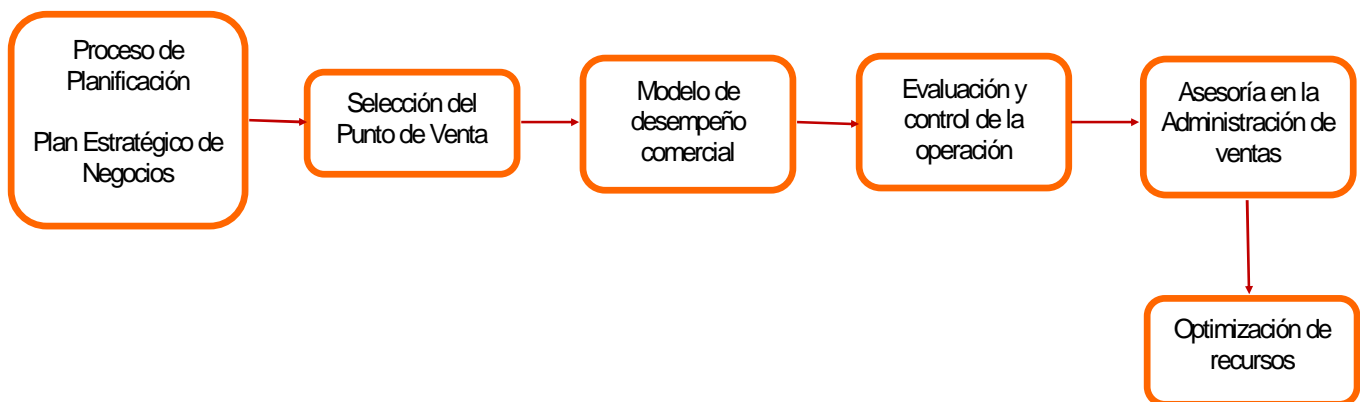 Proceso de
Planificación
Plan Estratégico de
Negocios
Selección del
Punto de Venta
Modelo de
desempeño
comercial
Evaluación y
control de la
operación
Asesoría en la
Administración de
ventas
Optimización de
recursos